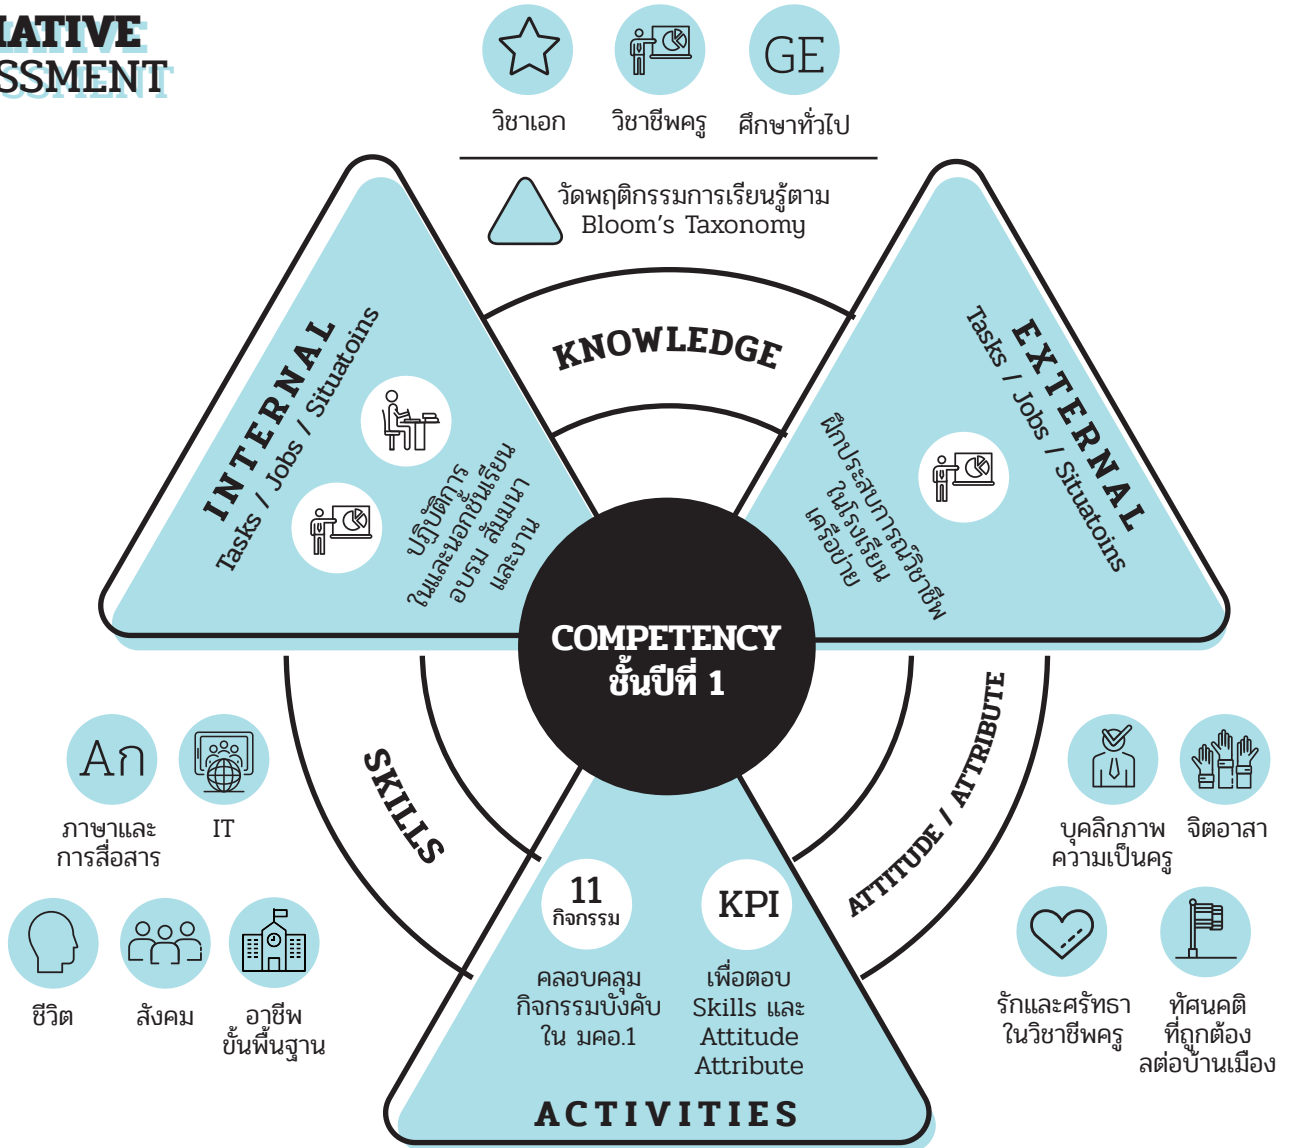 MATIVE
SSMENT
GE
วิชาเอก
วิชาชีพครู
ศึกษาทั่วไป
วัดพฤติกรรมการเรียนรู้ตาม
Bloom's Taxonomy
KNOWLEDGE
INTERNAL
Tasks / Jobs / Situatoins
ปฏิบัติการ
ในและนอกชั้นเรียน
อบรม สัมมนา
และงาน
EXTERNAL
Tasks / Jobs / Situatoins
ฝึกประสบการณ์วิชาชีพ
ในโรงเรียน
เครือข่าย
COMPETENCY
ชั้นปีที่ 1
SKILLS
ATTITUDE / ATTRIBUTE
Aก
ภาษาและ
การสื่อสาร
IT
ชีวิต
สังคม
อาชีพ
ขั้นพื้นฐาน
บุคลิกภาพ
ความเป็นครู
จิตอาสา
รักและศรัทธา
ในวิชาชีพครู
ทัศนคติ
ที่ถูกต้อง
ลต่อบ้านเมือง
11
กิจกรรม
คลอบคลุม
กิจกรรมบังคับ
ใน มคอ.1
KPI
เพื่อตอบ
Skills และ
Attitude
Attribute
ACTIVITIES